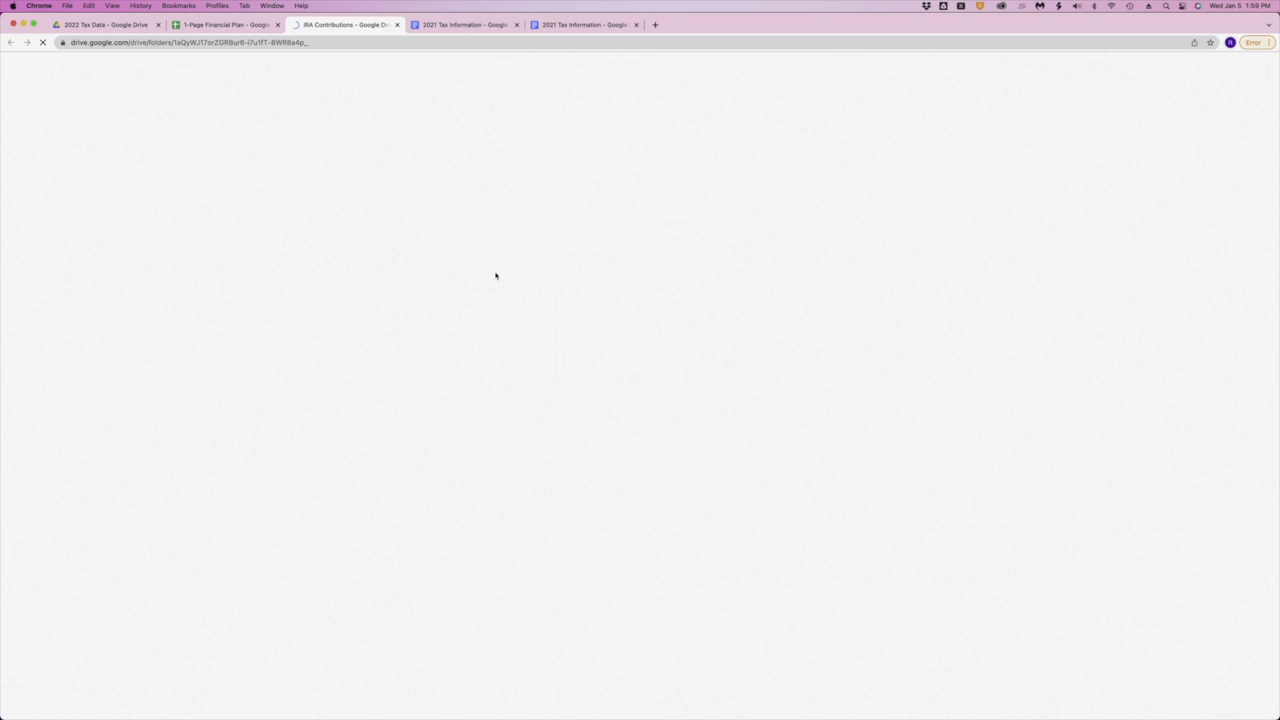 Chrome File Edit View History Bookmarks Profiles Tab Window Help Wed Jan 5 1:59 PM
2022 Tax Data - Google Drive 1-Page Financial Plan - Google IRA Contributions - Google Dri 2021 Tax Information - Google 2021 Tax Information - Google
R Error